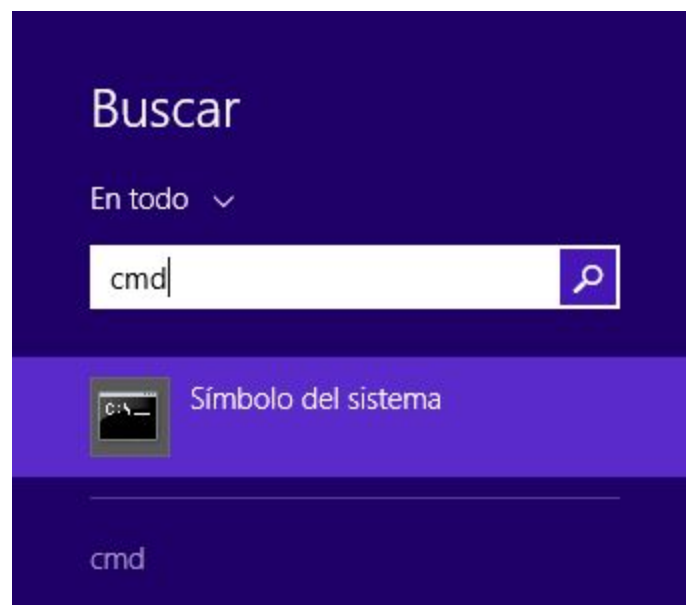 Buscar
En todo
cmd
C:\_
Símbolo del sistema
cmd